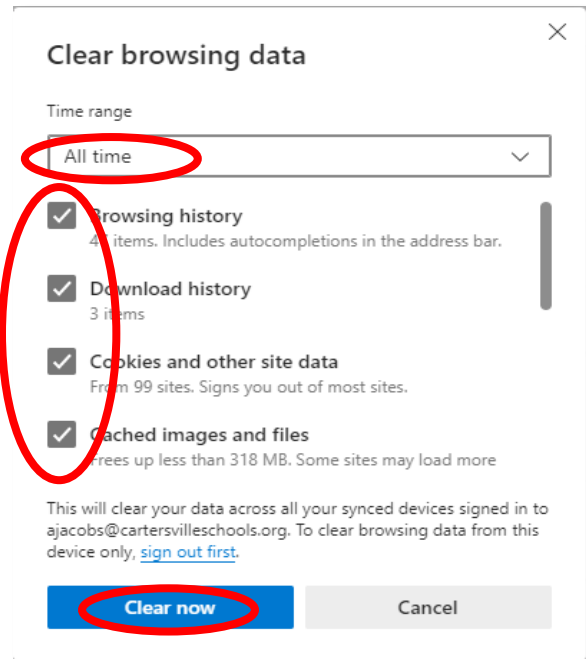 Clear browsing data
Time range
All time
Browsing history
items. Includes autocompletions in the address bar.
Download history
3 items
Cookies and other site data
From 99 sites. Signs you out of most sites.
Cached images and files
Frees up less than 318 MB. Some sites may load more
This will clear your data across all your synced devices signed in to
ajacobs@cartersvilleschools.org. To clear browsing data from this
device only, sign out first.
Clear now
Cancel